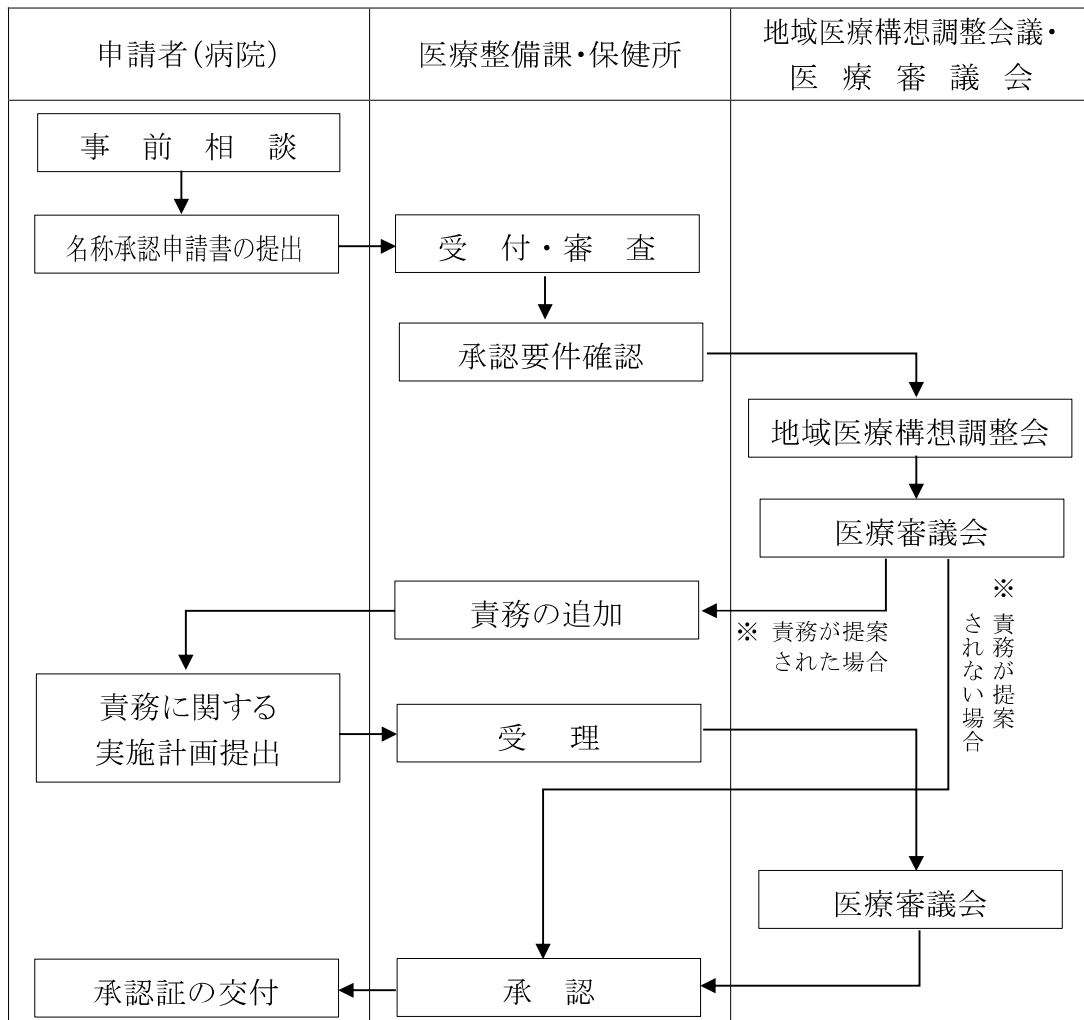 申請者(病院)
医療整備課・保健所
地域医療構想調整会議・
医療審議会
事前相談
名称承認申請書の提出
受付・審査
承認要件確認
地域医療構想調整会
医療審議会
責務の追加
※ 責務が提案
された場合
※ 責務が提案
されない場合
責務に関する
実施計画提出
受理
医療審議会
承認証の交付
承認